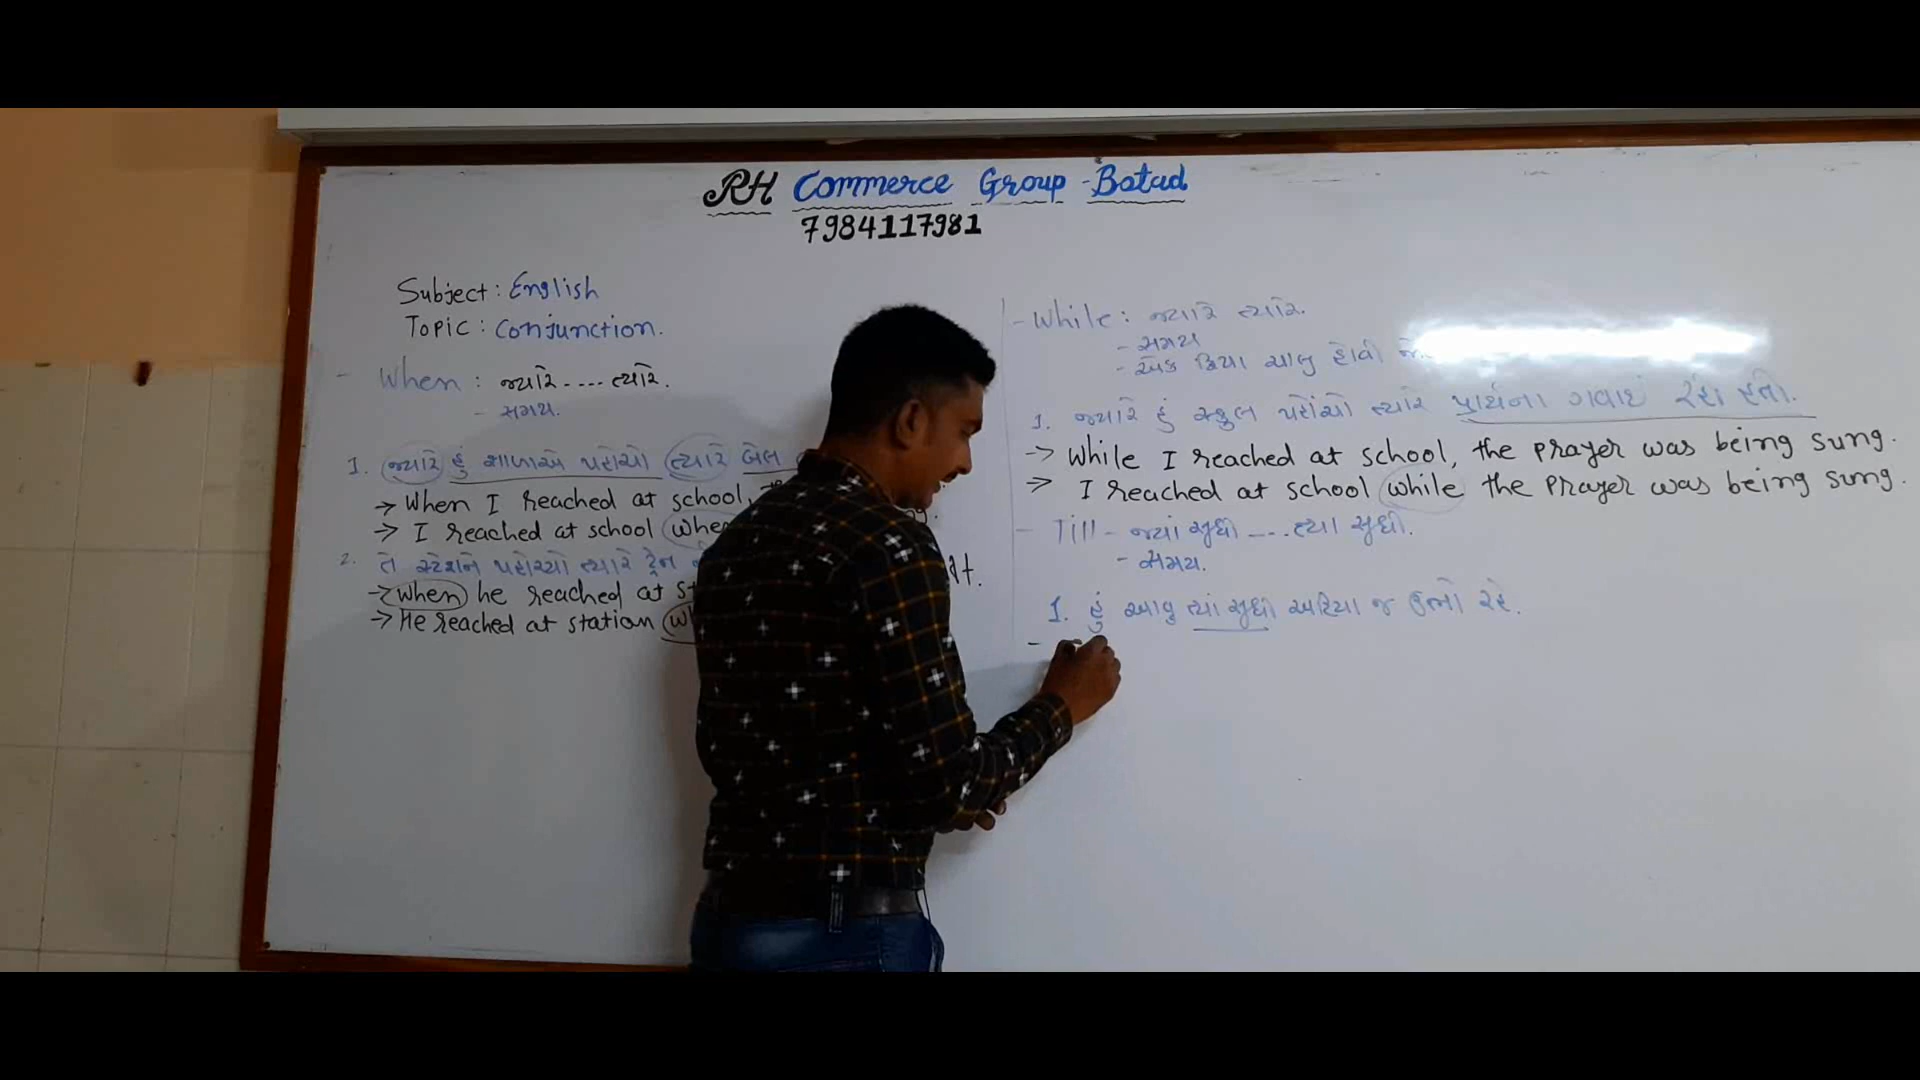 RH Commerce Group - Botad
7984117981
Subject: English
Topic: Conjunction.
- When: જ્યારે .... ત્યારે.
- સમય.
1. જ્યારે હું શાળાએ પહોચ્યો ત્યારે બેલ
→ When I reached at school,
→ I reached at school when
2. તે સ્ટેશને પહોચ્યો ત્યારે ટ્રેન
→ When he reached at
→ He reached at station
- While: જ્યારે ત્યારે.
- સમય
- એક ક્રિયા ચાલુ હોવી
1. જ્યારે હું સ્કુલ પહોંચ્યો ત્યારે પ્રાર્થના ગવાઇ રહી હતી.
→ While I reached at school, the prayer was being sung.
→ I reached at school while the prayer was being sung.
- Till - જ્યાં સુધી .... ત્યા સુધી.
- સમય.
1. હું આવુ ત્યાં સુધી અહિયા જ ઉભો રહે.
-